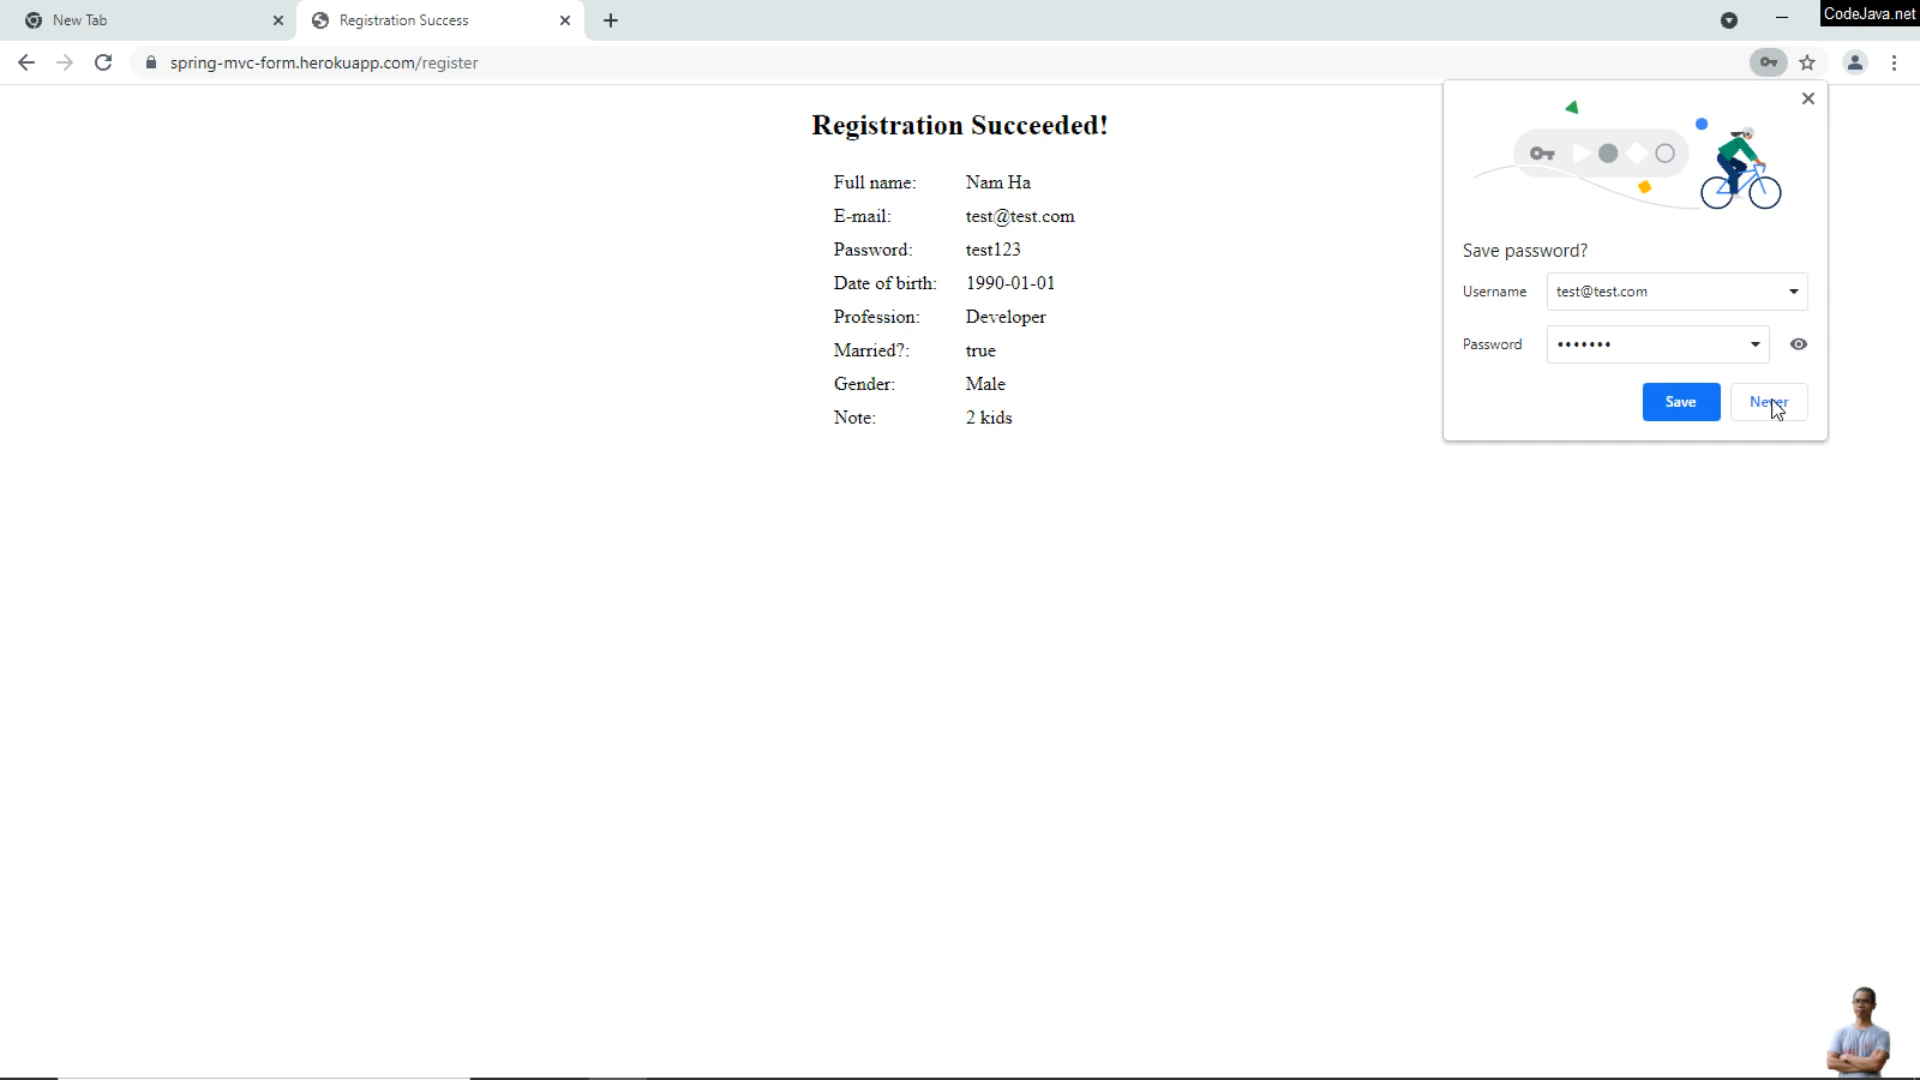 New Tab
Registration Success
CodeJava.net
spring-mvc-form.herokuapp.com/register
Registration Succeeded!
Full name: Nam Ha
E-mail: test@test.com
Password: test123
Date of birth: 1990-01-01
Profession: Developer
Married?: true
Gender: Male
Note: 2 kids
Save password?
Username test@test.com
Password •••••••
Save Never